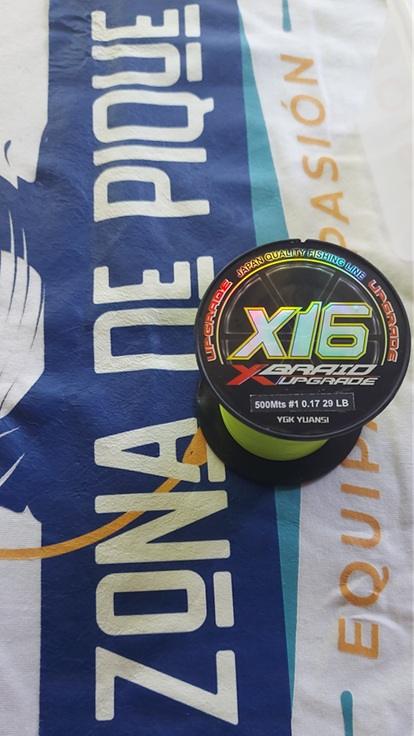 ZONA DE PIQUE
EQUIPA
PASIÓN
JAPAN QUALITY FISHING LINE
UPGRADE
UPGRADE
X16
XBRAID
UPGRADE
500Mts #1 0.17 29 LB
YGK YUANSI